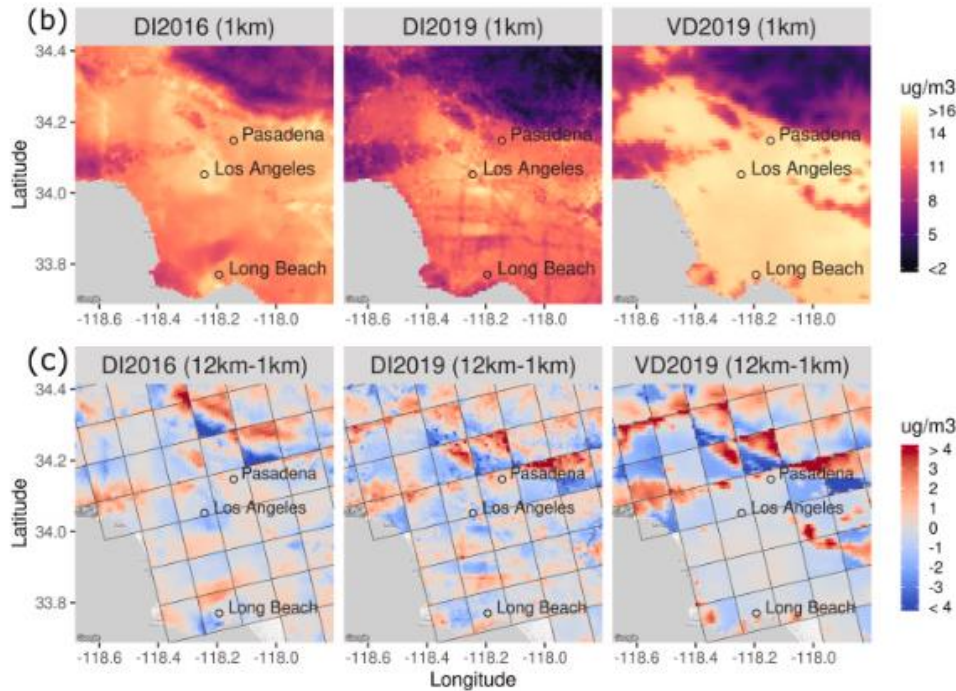 (b)
DI2016 (1km) DI2019 (1km) VD2019 (1km)
34.4
34.2
34.0
33.8
Latitude
Pasadena Pasadena Pasadena
Los Angeles Los Angeles Los Angeles
Long Beach Long Beach Long Beach
Google Google Google
-118.6 -118.4 -118.2 -118.0 -118.6 -118.4 -118.2 -118.0 -118.6 -118.4 -118.2 -118.0
ug/m3
>16
14
11
8
5
<2
(c)
DI2016 (12km-1km) DI2019 (12km-1km) VD2019 (12km-1km)
34.4
34.2
34.0
33.8
Latitude
Pasadena Pasadena Pasadena
Los Angeles Los Angeles Los Angeles
Long Beach Long Beach Long Beach
Google Google Google
-118.6 -118.4 -118.2 -118.0 -118.6 -118.4 -118.2 -118.0 -118.6 -118.4 -118.2 -118.0
Longitude
ug/m3
> 4
3
2
1
0
-1
-2
-3
< 4